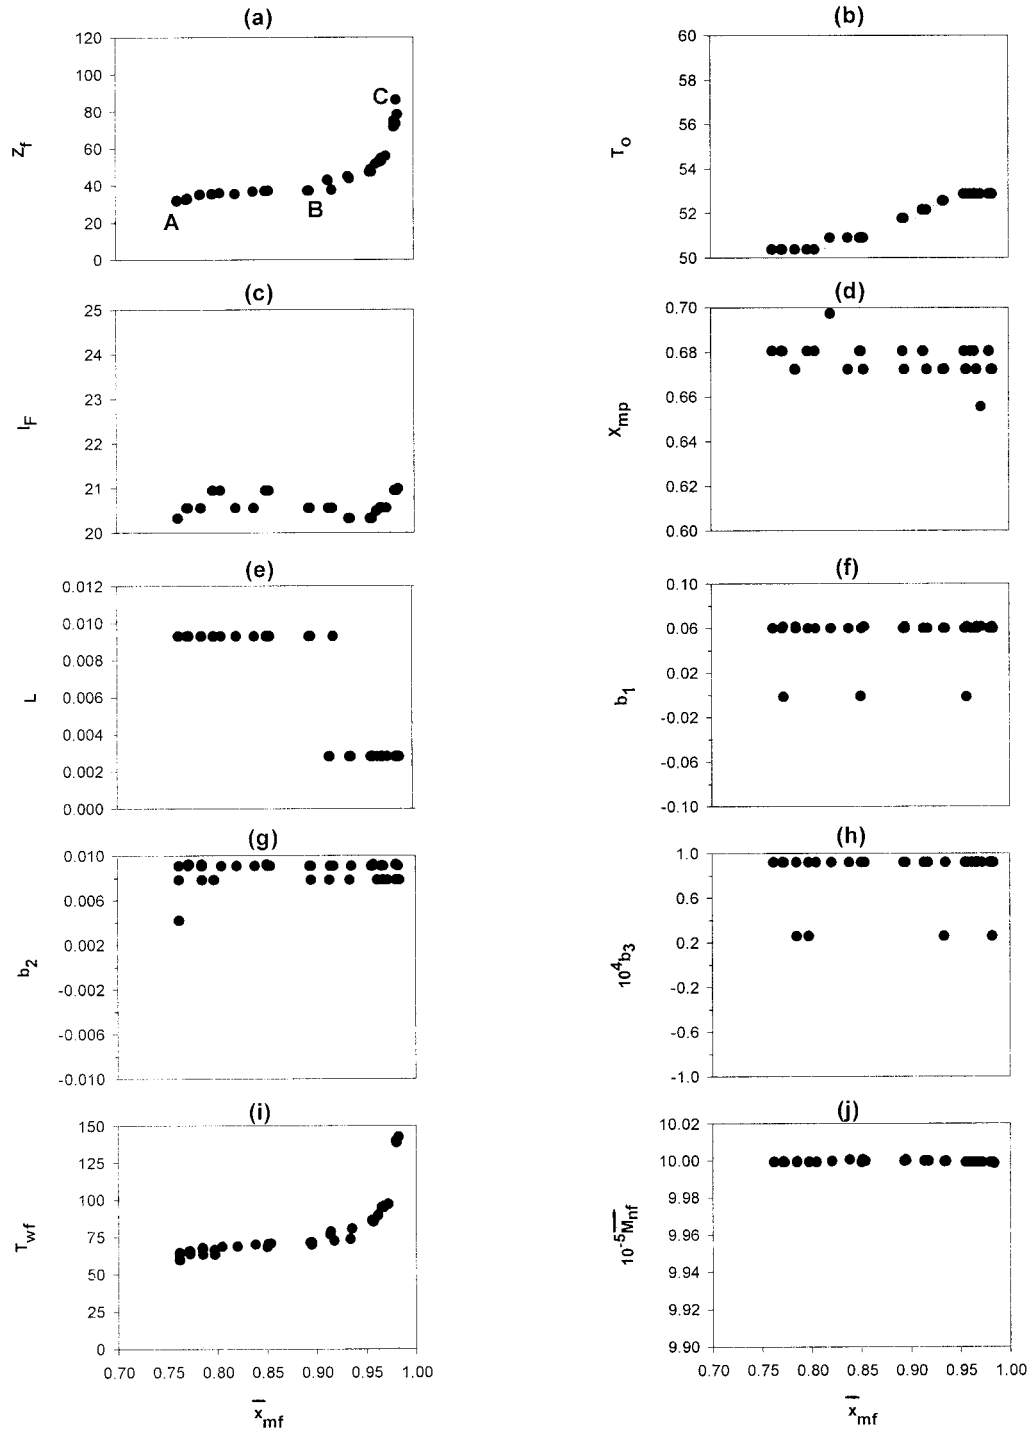 (a)
120
100
80
60
40
20
0
Z_f
A
B
C
(b)
60
58
56
54
52
50
T_o
(c)
25
24
23
22
21
20
I_F
(d)
0.70
0.68
0.66
0.64
0.62
0.60
X_mp
(e)
0.012
0.010
0.008
0.006
0.004
0.002
0.000
L
(f)
0.10
0.06
0.02
-0.02
-0.06
-0.10
b_1
(g)
0.010
0.006
0.002
-0.002
-0.006
-0.010
b_2
(h)
1.0
0.6
0.2
-0.2
-0.6
-1.0
10^4b_3
(i)
150
125
100
75
50
25
0
T_wf
0.70 0.75 0.80 0.85 0.90 0.95 1.00
x̄_mf
(j)
10.02
10.00
9.98
9.96
9.94
9.92
9.90
10^-5M̄_nf
0.70 0.75 0.80 0.85 0.90 0.95 1.00
x̄_mf